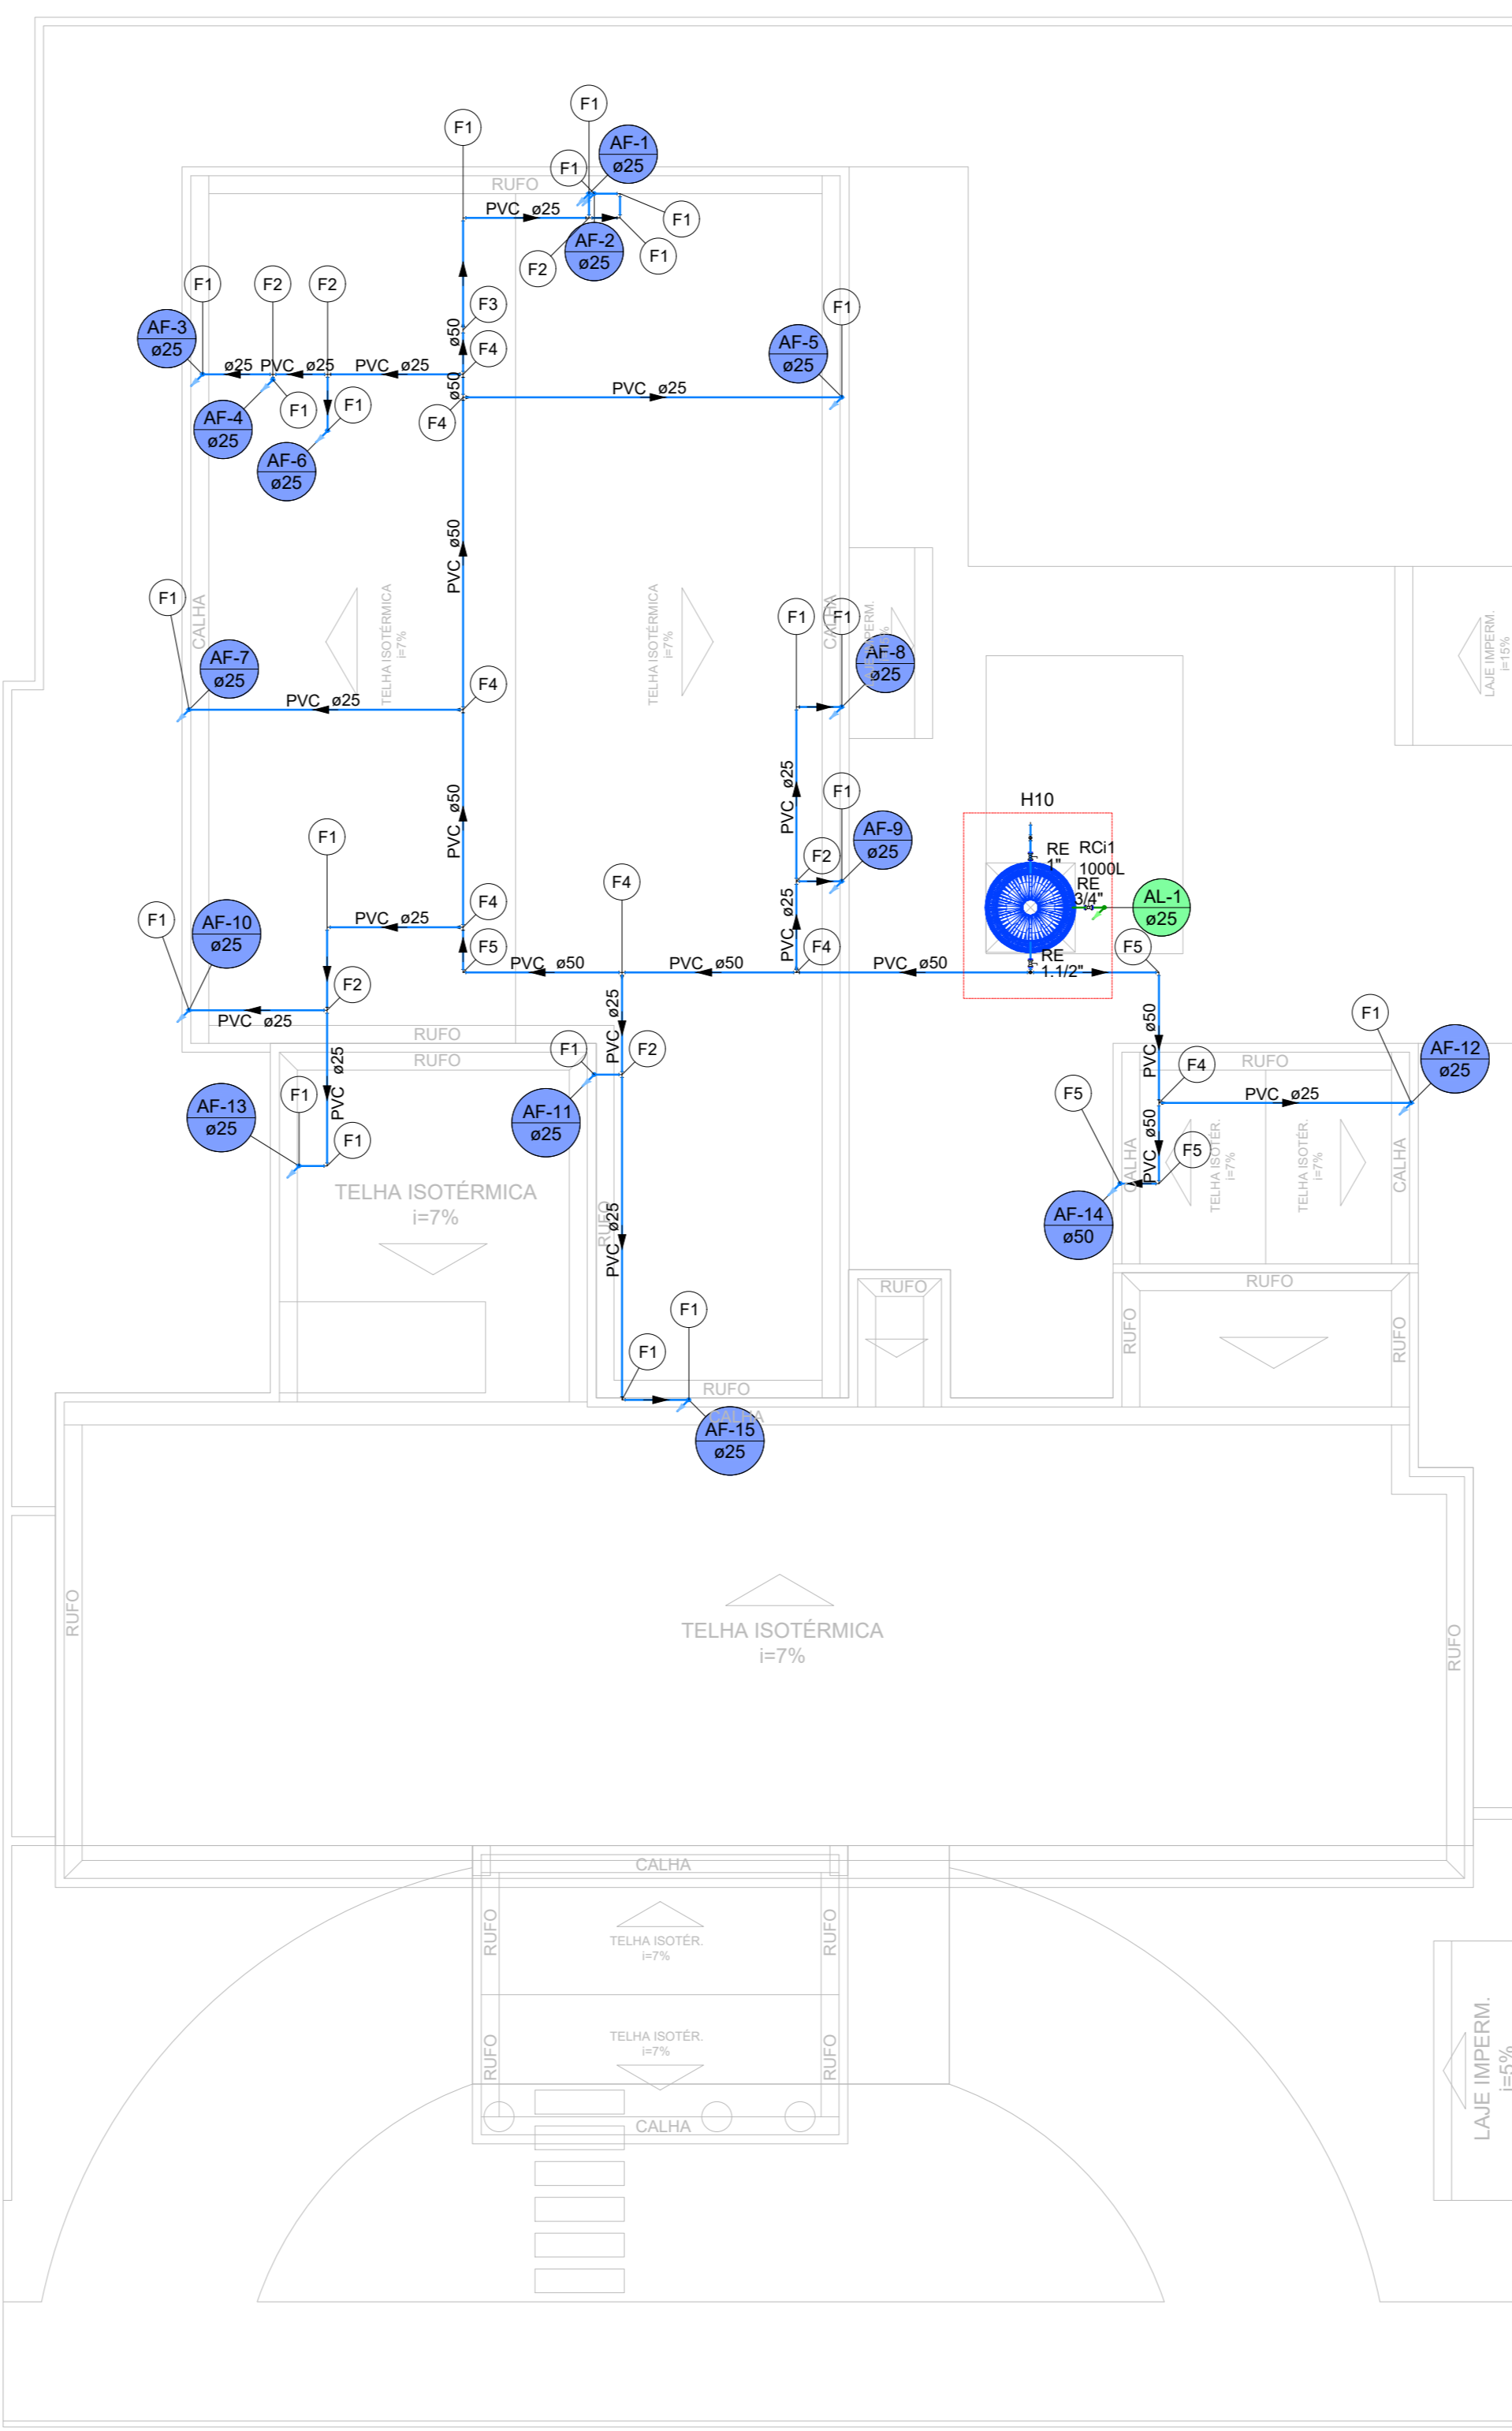 F1
F1
AF-1
ø25
F1
RUFO
PVC ø25
F1
AF-2
ø25
F1
F2
F1
F2
F2
F3
F1
AF-3
ø25
ø50
F4
AF-5
ø25
ø25
PVC ø25
PVC ø25
ø50
PVC ø25
F1
F1
F4
AF-4
ø25
AF-6
ø25
PVC ø50
F1
CALHA
TELHA ISOTÉRMICA
i=7%
TELHA ISOTÉRMICA
i=7%
F1
CALHA
F1
AF-8
ø25
LAJE IMPERM.
i=15%
AF-7
ø25
F4
PVC ø25
PVC ø25
F1
H10
PVC ø50
F1
AF-9
ø25
RE
1"
RCi1
1000L
F2
RE
3/4"
F4
AL-1
ø25
F1
AF-10
ø25
PVC ø25
F4
PVC ø25
F5
PVC ø50
PVC ø50
F4
PVC ø50
RE
1.1/2"
F5
F2
PVC ø25
PVC ø25
RUFO
RUFO
F1
F2
PVC ø50
F1
AF-12
ø25
RUFO
F4
PVC ø25
PVC ø25
F1
AF-13
ø25
F1
AF-11
ø25
F5
CALHA
PVC ø50
F5
TELHA ISOTÉR.
i=7%
TELHA ISOTÉR.
i=7%
CALHA
TELHA ISOTÉRMICA
i=7%
RUFO
PVC ø25
AF-14
ø50
RUFO
RUFO
RUFO
RUFO
F1
F1
RUFO
CALHA
AF-15
ø25
RUFO
TELHA ISOTÉRMICA
i=7%
RUFO
CALHA
RUFO
TELHA ISOTÉR.
i=7%
RUFO
RUFO
TELHA ISOTÉR.
i=7%
RUFO
CALHA
LAJE IMPERM.
i=5%